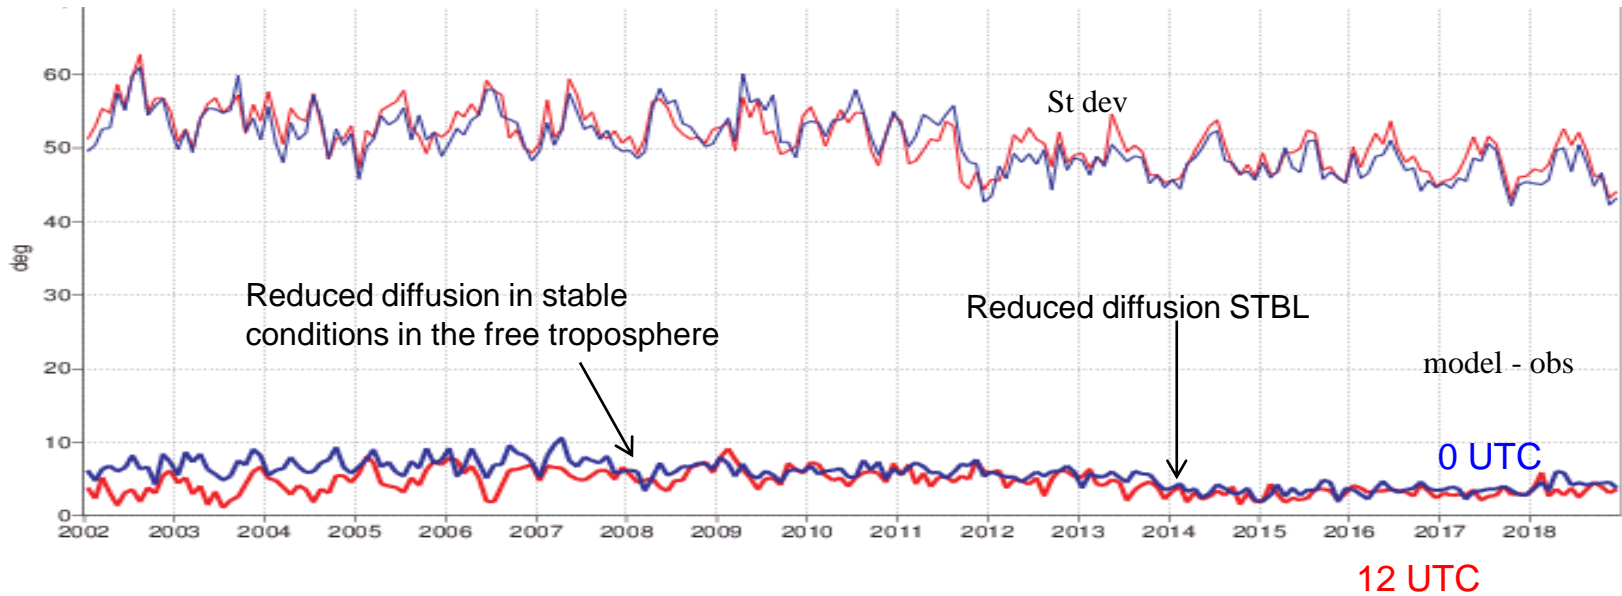 60
St dev
50
40
deg
Reduced diffusion in stable
conditions in the free troposphere
30
Reduced diffusion STBL
20
model - obs
10
0 UTC
0
2002 2003 2004 2005 2006 2007 2008 2009 2010 2011 2012 2013 2014 2015 2016 2017 2018
12 UTC